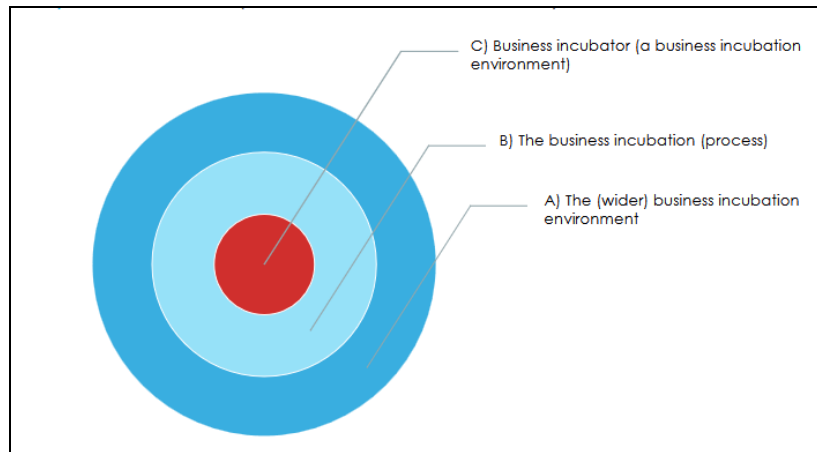 C) Business incubator (a business incubation
environment)
B) The business incubation (process)
A) The (wider) business incubation
environment